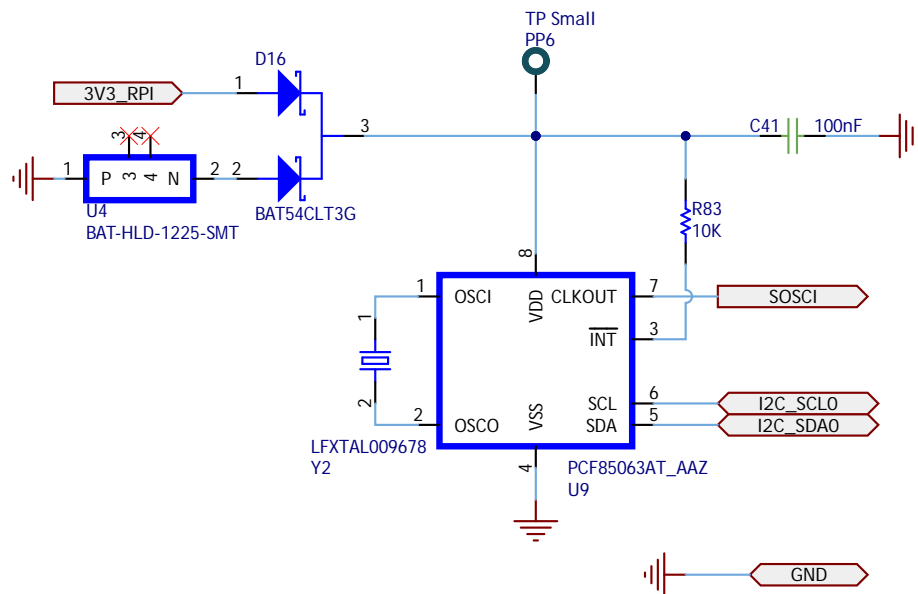 TP Small
PP6
D16
3V3_RPI
1
3
C41
100nF
3
4
1
P
3
4
N
2
2
U4
BAT54CLT3G
BAT-HLD-1225-SMT
R83
10K
8
1
OSCI
VDD
CLKOUT
7
SOSCI
1
INT
3
2
SCL
6
I2C_SCL0
2
OSCO
VSS
SDA
5
I2C_SDA0
LFXTAL009678
Y2
4
PCF85063AT_AAZ
U9
GND